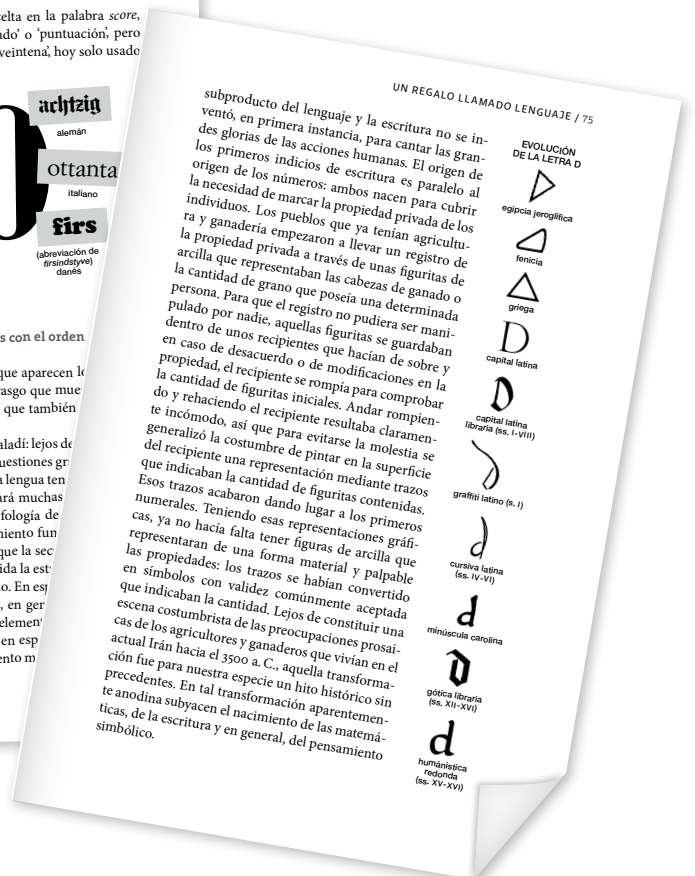 elta en la palabra score,
ado’ o ‘puntuación’, pero
veintena’, hoy solo usado
achtzig
alemán
ottanta
italiano
firs
(abreviación de
firsindstyve)
danés
s con el orden
que aparecen lo
rasgo que mue
que también
aladí: lejos de
uestiones gra
a lengua ten
ará muchas
fología de
miento fun
que la secu
ida la est
o. En esp
, en ger
element
en esp
ento m
UN REGALO LLAMADO LENGUAJE / 75
subproducto del lenguaje y la escritura no se in-
ventó, en primera instancia, para cantar las gran-
des glorias de las acciones humanas. El origen de
los primeros indicios de escritura es paralelo al
origen de los números: ambos nacen para cubrir
la necesidad de marcar la propiedad privada de los
individuos. Los pueblos que ya tenían agricultu-
ra y ganadería empezaron a llevar un registro de
la propiedad privada a través de unas figuritas de
arcilla que representaban las cabezas de ganado o
la cantidad de grano que poseía una determinada
persona. Para que el registro no pudiera ser mani-
pulado por nadie, aquellas figuritas se guardaban
dentro de unos recipientes que hacían de sobre y
en caso de desacuerdo o de modificaciones en la
propiedad, el recipiente se rompía para comprobar
la cantidad de figuritas iniciales. Andar rompien-
do y rehaciendo el recipiente resultaba claramen-
te incómodo, así que para evitarse la molestia se
generalizó la costumbre de pintar en la superficie
del recipiente una representación mediante trazos
que indicaban la cantidad de figuritas contenidas.
Esos trazos acabaron dando lugar a los primeros
numerales. Teniendo esas representaciones gráfi-
cas, ya no hacía falta tener figuras de arcilla que
representaran de una forma material y palpable
las propiedades: los trazos se habían convertido
en símbolos con validez comúnmente aceptada
que indicaban la cantidad. Lejos de constituir una
escena costumbrista de las preocupaciones prosai-
cas de los agricultores y ganaderos que vivían en el
actual Irán hacia el 3500 a. C., aquella transforma-
ción fue para nuestra especie un hito histórico sin
precedentes. En tal transformación aparentemen-
te anodina subyacen el nacimiento de las matemá-
ticas, de la escritura y en general, del pensamiento
simbólico.
EVOLUCIÓN
DE LA LETRA D
egipcia jeroglífica
fenicia
griega
D
capital latina
D
capital latina
libraria (ss. I-VIII)
graffiti latino (s. I)
d
cursiva latina
(ss. IV-VI)
d
minúscula carolina
d
gótica libraria
(ss. XII-XVI)
d
humánistica
redonda
(ss. XV-XVI)